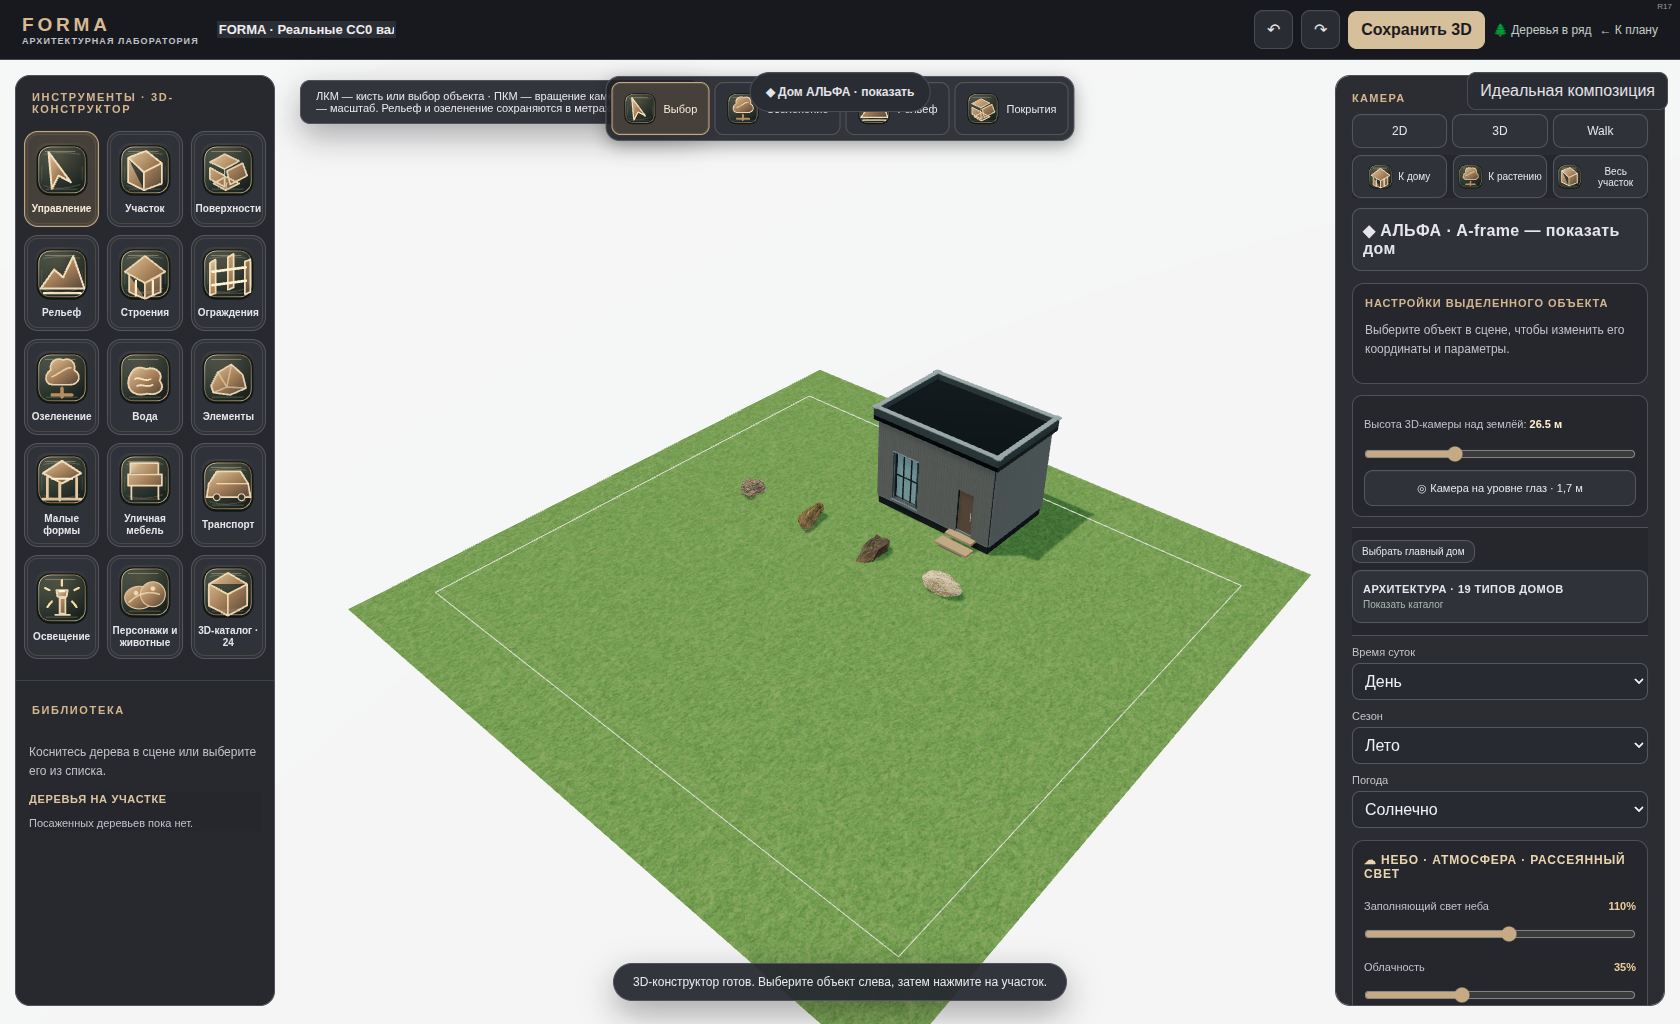 R17
FORMA
АРХИТЕКТУРНАЯ ЛАБОРАТОРИЯ
FORMA · Реальные CC0 вал
↶
↷
Сохранить 3D
🌲 Деревья в ряд
← К плану
ИНСТРУМЕНТЫ · 3D-
КОНСТРУКТОР
Управление
Участок
Поверхности
Рельеф
Строения
Ограждения
Озеленение
Вода
Элементы
Малые
формы
Уличная
мебель
Транспорт
Освещение
Персонажи и
животные
3D-каталог ·
24
БИБЛИОТЕКА
Коснитесь дерева в сцене или выберите
его из списка.
ДЕРЕВЬЯ НА УЧАСТКЕ
Посаженных деревьев пока нет.
ЛКМ — кисть или выбор объекта · ПКМ — вращение кам
— масштаб. Рельеф и озеленение сохраняются в метра
Выбор
◆ Дом АЛЬФА · показать
Покрытия
3D-конструктор готов. Выберите объект слева, затем нажмите на участок.
КАМЕРА
Идеальная композиция
2D
3D
Walk
К дому
К растению
Весь
участок
◆ АЛЬФА · A-frame — показать
дом
НАСТРОЙКИ ВЫДЕЛЕННОГО ОБЪЕКТА
Выберите объект в сцене, чтобы изменить его
координаты и параметры.
Высота 3D-камеры над землёй: 26.5 м
◎ Камера на уровне глаз · 1,7 м
Выбрать главный дом
АРХИТЕКТУРА · 19 ТИПОВ ДОМОВ
Показать каталог
Время суток
День
Сезон
Лето
Погода
Солнечно
☁ НЕБО · АТМОСФЕРА · РАССЕЯННЫЙ
СВЕТ
Заполняющий свет неба
110%
Облачность
35%